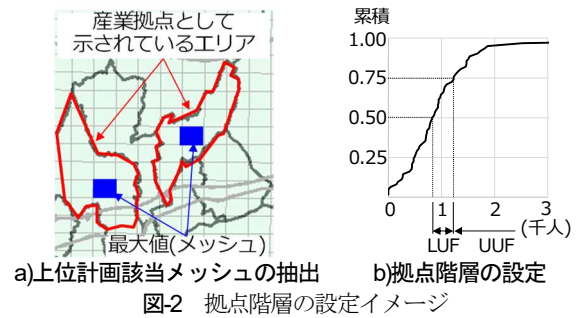 産業拠点として
示されているエリア
最大値(メッシュ)
a)上位計画該当メッシュの抽出
累積
1.00
0.75
0.50
0.25
0 1 2 3
(千人)
LUF UUF
b)拠点階層の設定
図-2 拠点階層の設定イメージ